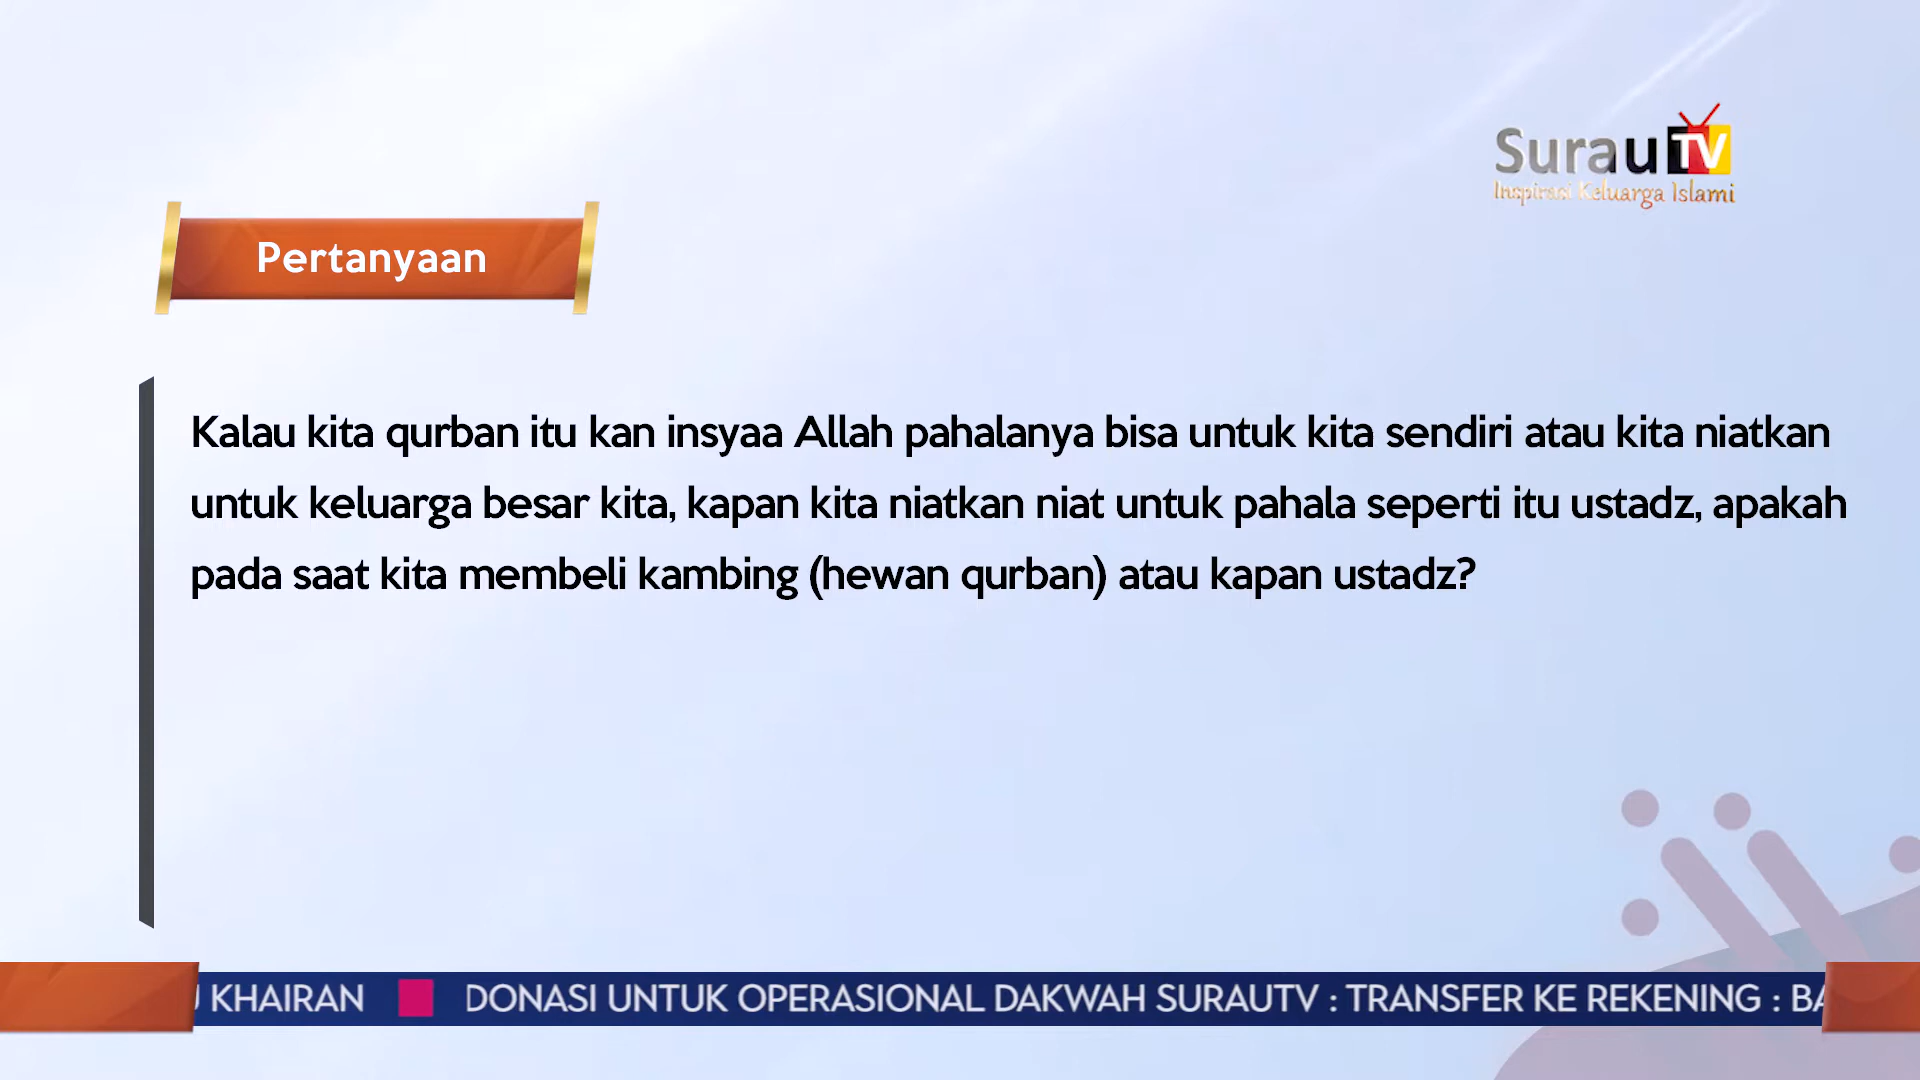 Surau TV
Inspirasi Keluarga Islami
Pertanyaan
Kalau kita qurban itu kan insyaa Allah pahalanya bisa untuk kita sendiri atau kita niatkan
untuk keluarga besar kita, kapan kita niatkan niat untuk pahala seperti itu ustadz, apakah
pada saat kita membeli kambing (hewan qurban) atau kapan ustadz?
KHAIRAN DONASI UNTUK OPERASIONAL DAKWAH SURAUTV : TRANSFER KE REKENING :